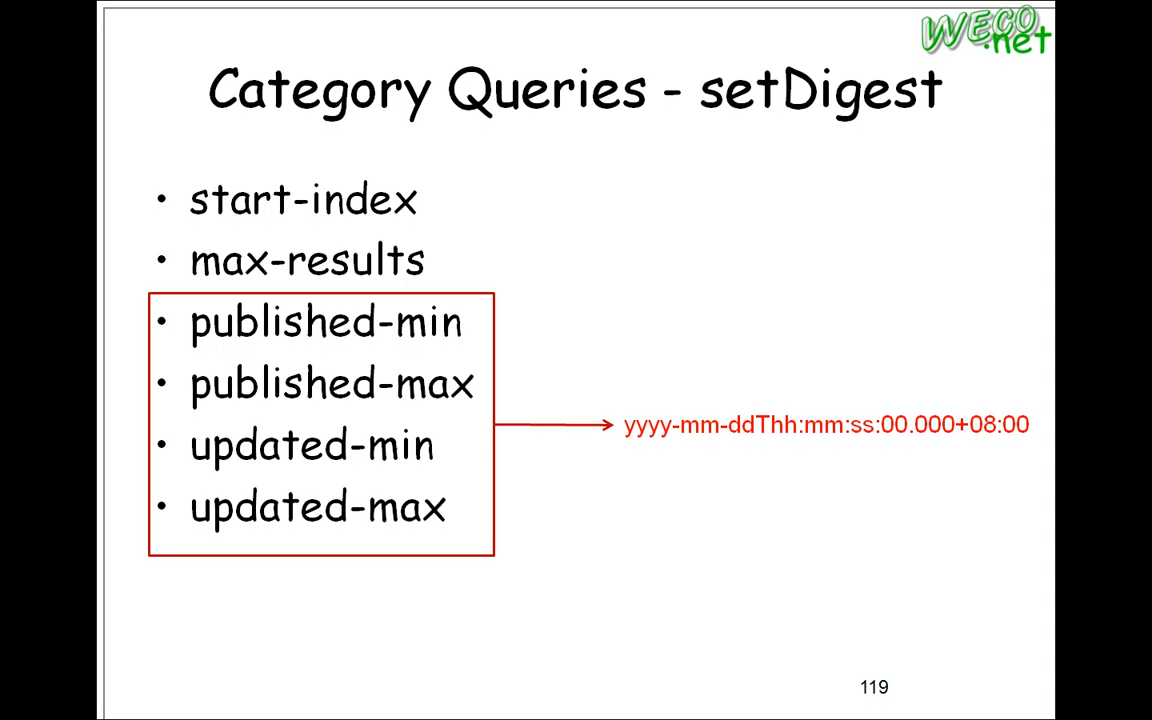 WECO
.net
Category Queries - setDigest
• start-index
• max-results
• published-min
• published-max
• updated-min
• updated-max
yyyy-mm-ddThh:mm:ss:00.000+08:00
119